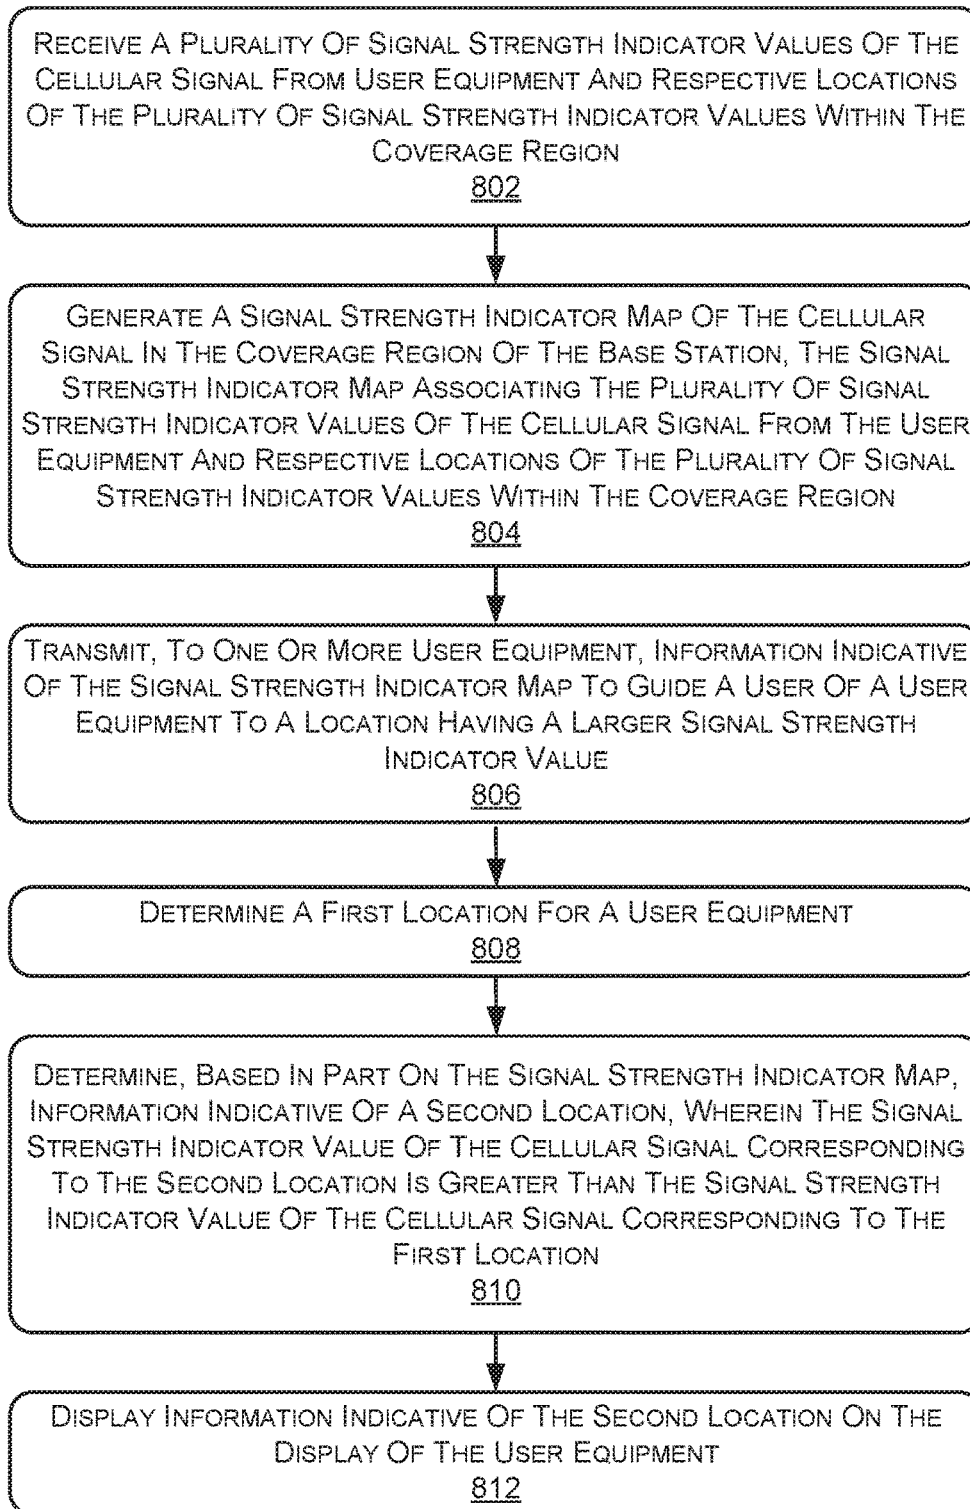 RECEIVE A PLURALITY OF SIGNAL STRENGTH INDICATOR VALUES OF THE
CELLULAR SIGNAL FROM USER EQUIPMENT AND RESPECTIVE LOCATIONS
OF THE PLURALITY OF SIGNAL STRENGTH INDICATOR VALUES WITHIN THE
COVERAGE REGION
802
GENERATE A SIGNAL STRENGTH INDICATOR MAP OF THE CELLULAR
SIGNAL IN THE COVERAGE REGION OF THE BASE STATION, THE SIGNAL
STRENGTH INDICATOR MAP ASSOCIATING THE PLURALITY OF SIGNAL
STRENGTH INDICATOR VALUES OF THE CELLULAR SIGNAL FROM THE USER
EQUIPMENT AND RESPECTIVE LOCATIONS OF THE PLURALITY OF SIGNAL
STRENGTH INDICATOR VALUES WITHIN THE COVERAGE REGION
804
TRANSMIT, TO ONE OR MORE USER EQUIPMENT, INFORMATION INDICATIVE
OF THE SIGNAL STRENGTH INDICATOR MAP TO GUIDE A USER OF A USER
EQUIPMENT TO A LOCATION HAVING A LARGER SIGNAL STRENGTH
INDICATOR VALUE
806
DETERMINE A FIRST LOCATION FOR A USER EQUIPMENT
808
DETERMINE, BASED IN PART ON THE SIGNAL STRENGTH INDICATOR MAP,
INFORMATION INDICATIVE OF A SECOND LOCATION, WHEREIN THE SIGNAL
STRENGTH INDICATOR VALUE OF THE CELLULAR SIGNAL CORRESPONDING
TO THE SECOND LOCATION IS GREATER THAN THE SIGNAL STRENGTH
INDICATOR VALUE OF THE CELLULAR SIGNAL CORRESPONDING TO THE
FIRST LOCATION
810
DISPLAY INFORMATION INDICATIVE OF THE SECOND LOCATION ON THE
DISPLAY OF THE USER EQUIPMENT
812